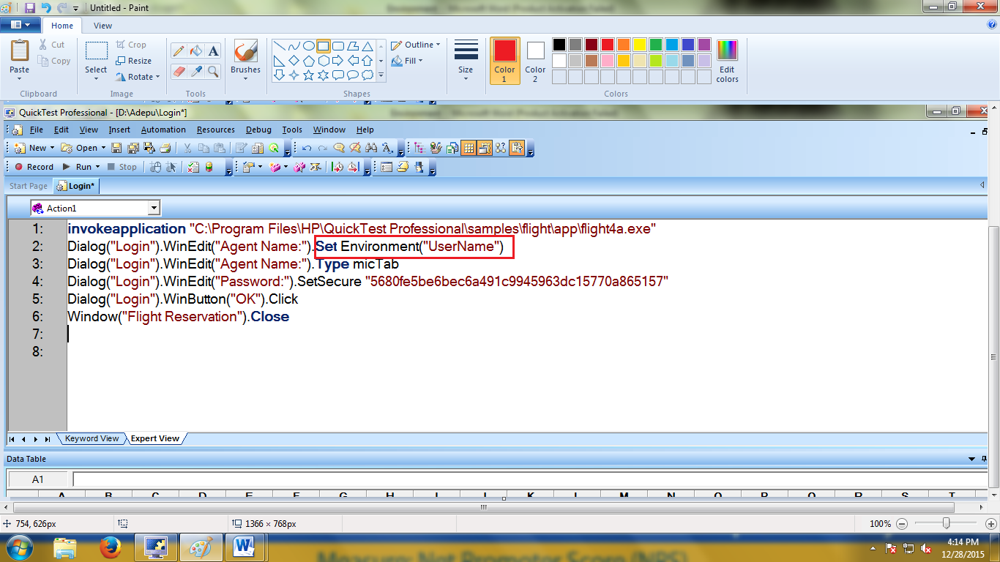 Untitled - Paint
Home View
Paste Cut Copy Clipboard
Select Crop Resize Rotate Image
Tools
Brushes
Shapes
Outline Fill
Size
Color 1 Color 2 Edit colors Colors
QuickTest Professional - [D:\Adepu\Login*]
File Edit View Insert Automation Resources Debug Tools Window Help
New Open
Record Run Stop
Start Page Login*
Action1
1: invokeapplication "C:\Program Files\HP\QuickTest Professional\samples\flight\app\flight4a.exe"
2: Dialog("Login").WinEdit("Agent Name:").Set Environment("UserName")
3: Dialog("Login").WinEdit("Agent Name:").Type micTab
4: Dialog("Login").WinEdit("Password:").SetSecure "5680fe5be6bec6a491c9945963dc15770a865157"
5: Dialog("Login").WinButton("OK").Click
6: Window("Flight Reservation").Close
7:
8:
Keyword View Expert View
Data Table
A1
A B C D E F G H I J K L M N O P Q R S T
754, 626px 1366 × 768px 100%
4:14 PM
12/28/2015